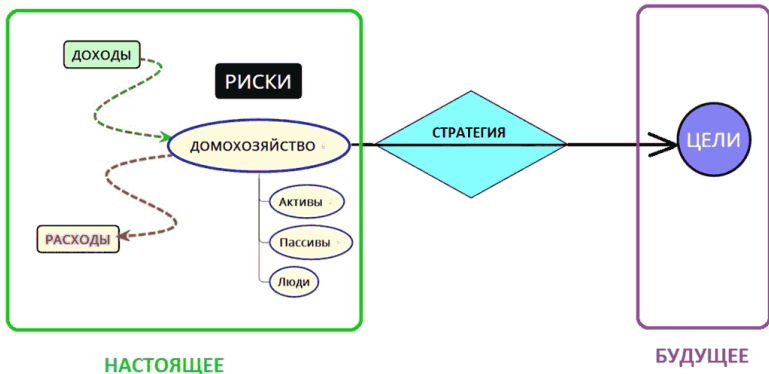 ДОХОДЫ
РИСКИ
СТРАТЕГИЯ
ДОМОХОЗЯЙСТВО
ЦЕЛИ
Активы
РАСХОДЫ
Пассивы
Люди
НАСТОЯЩЕЕ
БУДУЩЕЕ